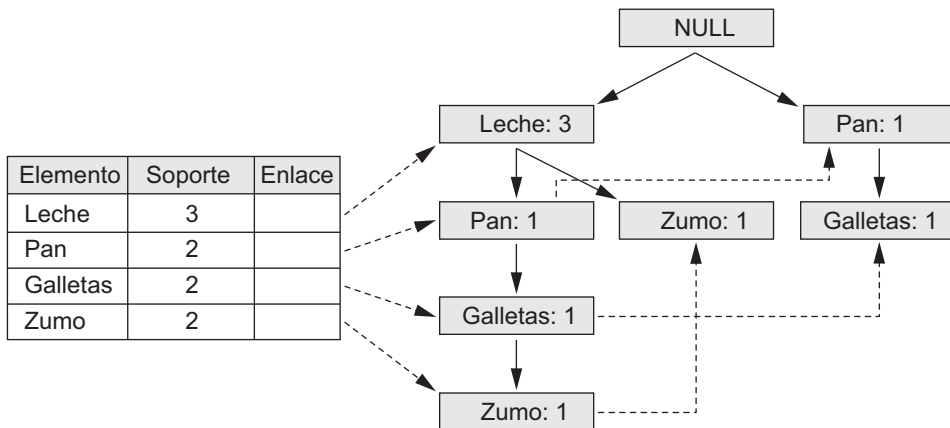 NULL
Leche: 3
Pan: 1
Elemento Soporte Enlace
Leche 3
Pan 2
Galletas 2
Zumo 2
Pan: 1
Zumo: 1
Galletas: 1
Galletas: 1
Zumo: 1